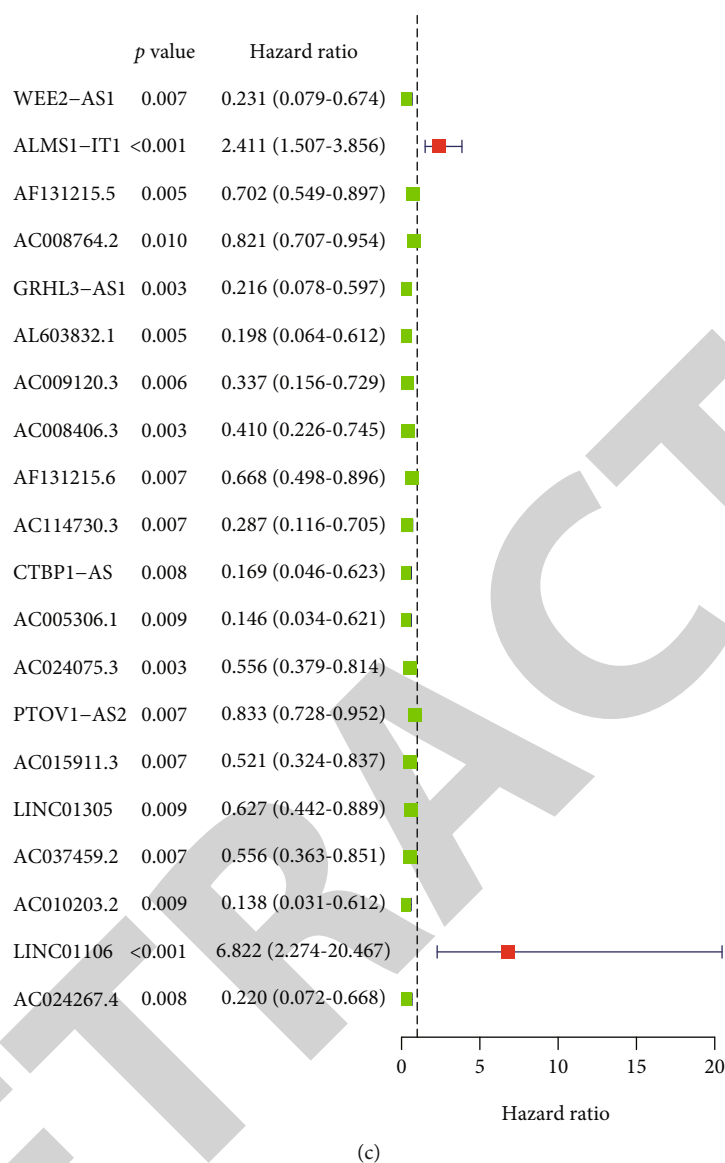 p value Hazard ratio
WEE2−AS1 0.007 0.231 (0.079-0.674)
ALMS1−IT1 <0.001 2.411 (1.507-3.856)
AF131215.5 0.005 0.702 (0.549-0.897)
AC008764.2 0.010 0.821 (0.707-0.954)
GRHL3−AS1 0.003 0.216 (0.078-0.597)
AL603832.1 0.005 0.198 (0.064-0.612)
AC009120.3 0.006 0.337 (0.156-0.729)
AC008406.3 0.003 0.410 (0.226-0.745)
AF131215.6 0.007 0.668 (0.498-0.896)
AC114730.3 0.007 0.287 (0.116-0.705)
CTBP1−AS 0.008 0.169 (0.046-0.623)
AC005306.1 0.009 0.146 (0.034-0.621)
AC024075.3 0.003 0.556 (0.379-0.814)
PTOV1−AS2 0.007 0.833 (0.728-0.952)
AC015911.3 0.007 0.521 (0.324-0.837)
LINC01305 0.009 0.627 (0.442-0.889)
AC037459.2 0.007 0.556 (0.363-0.851)
AC010203.2 0.009 0.138 (0.031-0.612)
LINC01106 <0.001 6.822 (2.274-20.467)
AC024267.4 0.008 0.220 (0.072-0.668)
0 5 10 15 20
Hazard ratio
(c)
ETRACT